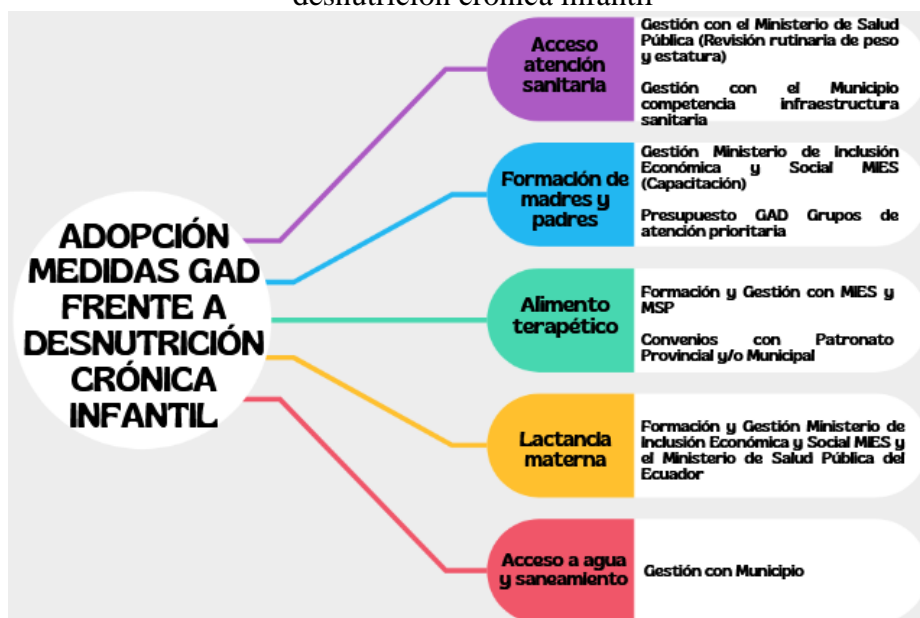 desnutrición crónica infantil
ADOPCIÓN
MEDIDAS GAD
FRENTE A
DESNUTRICIÓN
CRÓNICA
INFANTIL
Acceso
atención
sanitaria
Gestión con el Ministerio de Salud
Pública (Revisión rutinaria de peso
y estatura)
Gestión con el Municipio
competencia infraestructura
sanitaria
Formación de
madres y
padres
Gestión Ministerio de Inclusión
Económica y Social MIES
(Capacitación)
Presupuesto GAD Grupos de
atención prioritaria
Alimento
terapético
Formación y Gestión con MIES y
MSP
Convenios con Patronato
Provincial y/o Municipal
Lactancia
materna
Formación y Gestión Ministerio de
Inclusión Económica y Social MIES y
el Ministerio de Salud Pública del
Ecuador
Acceso a agua
y saneamiento
Gestión con Municipio